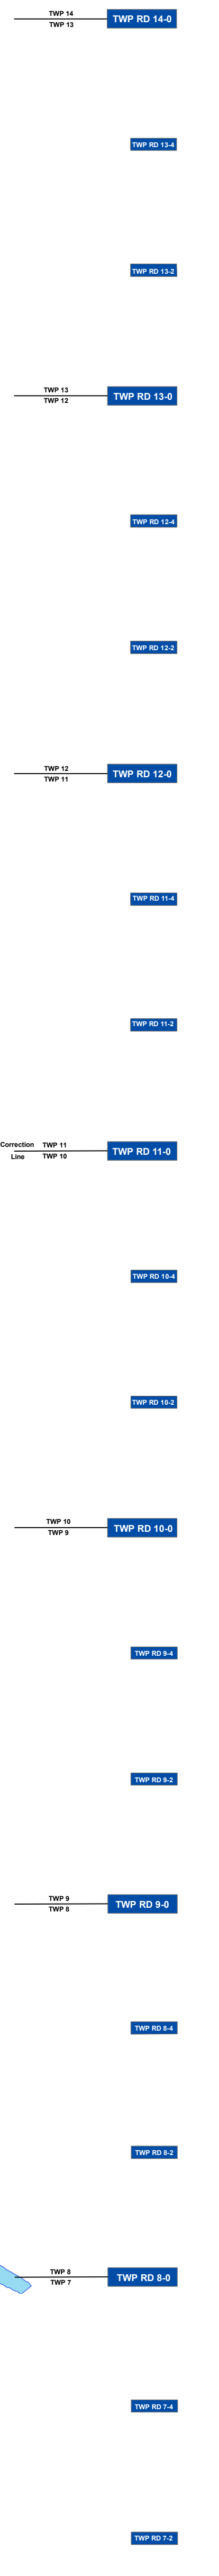 TWP 14
TWP RD 14-0
TWP 13
TWP RD 13-4
TWP RD 13-2
TWP 13
TWP RD 13-0
TWP 12
TWP RD 12-4
TWP RD 12-2
TWP 12
TWP RD 12-0
TWP 11
TWP RD 11-4
TWP RD 11-2
Correction TWP 11
TWP RD 11-0
Line TWP 10
TWP RD 10-4
TWP RD 10-2
TWP 10
TWP RD 10-0
TWP 9
TWP RD 9-4
TWP RD 9-2
TWP 9
TWP RD 9-0
TWP 8
TWP RD 8-4
TWP RD 8-2
TWP 8
TWP RD 8-0
TWP 7
TWP RD 7-4
TWP RD 7-2